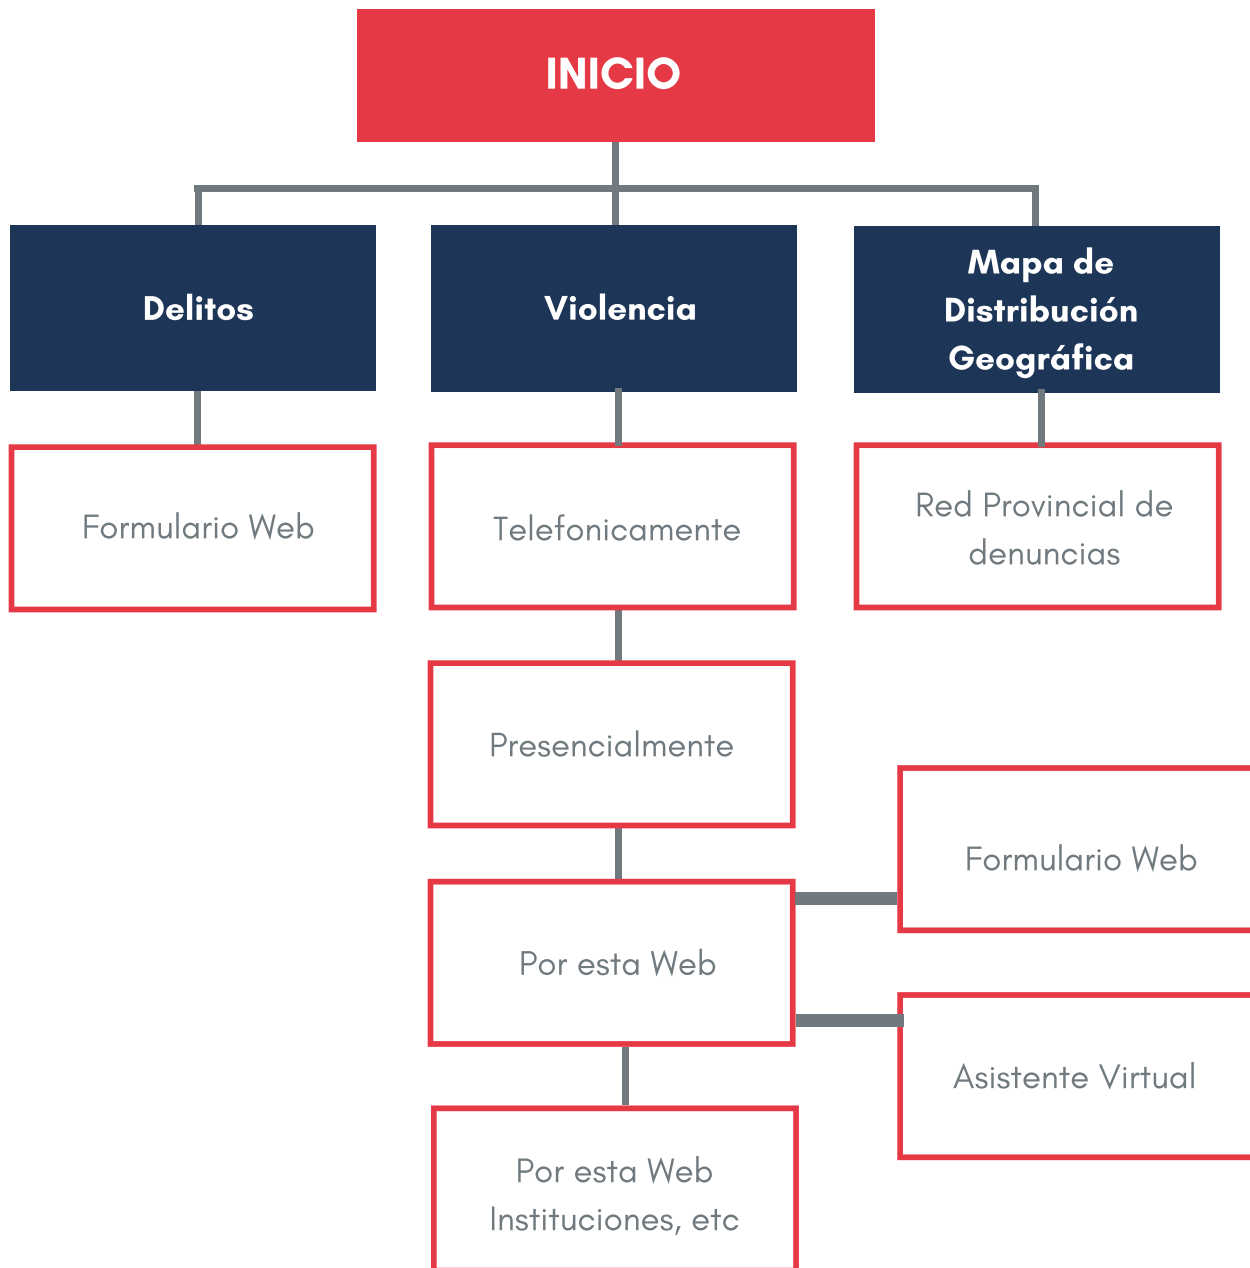 INICIO
Delitos
Violencia
Mapa de
Distribución
Geográfica
Formulario Web
Telefonicamente
Red Provincial de
denuncias
Presencialmente
Formulario Web
Por esta Web
Asistente Virtual
Por esta Web
Instituciones, etc